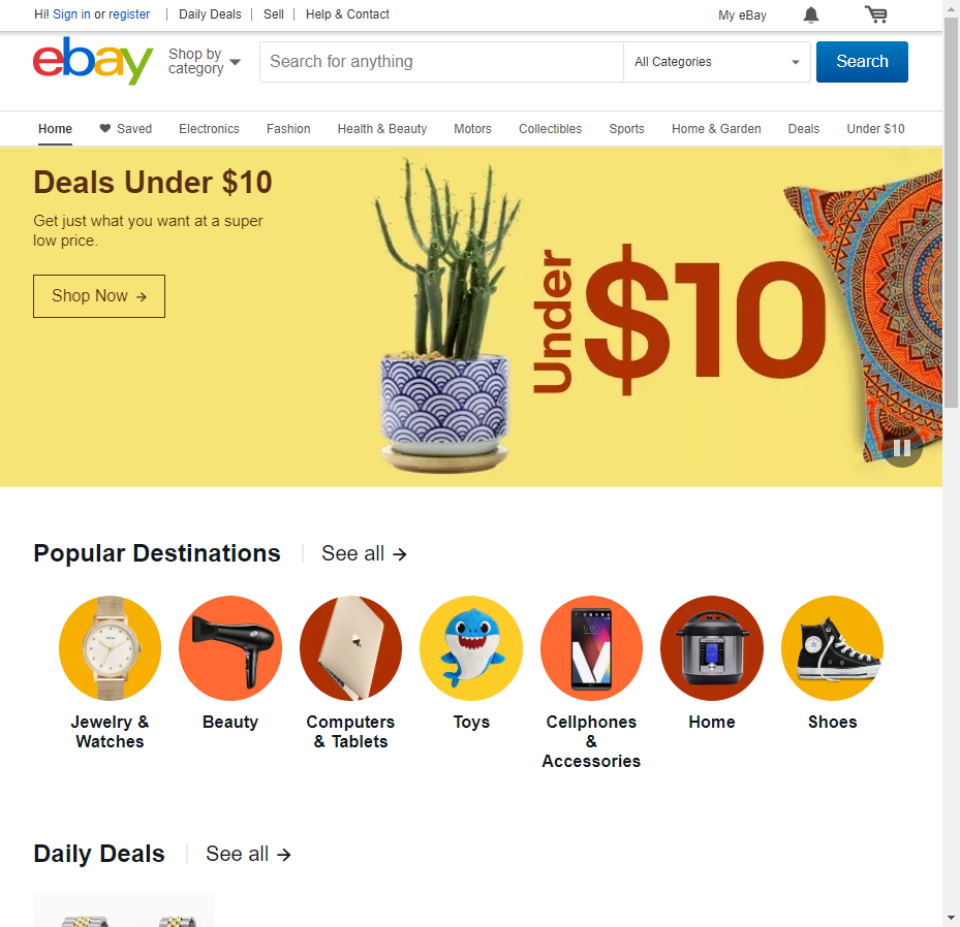 Hi! Sign in or register | Daily Deals | Sell | Help & Contact My eBay
ebay
Shop by
category
Search for anything
All Categories
Search
Home Saved Electronics Fashion Health & Beauty Motors Collectibles Sports Home & Garden Deals Under $10
Deals Under $10
Get just what you want at a super
low price.
Shop Now →
Under $10
Popular Destinations | See all →
Jewelry &
Watches
Beauty
Computers
& Tablets
Toys
Cellphones
&
Accessories
Home
Shoes
Daily Deals | See all →